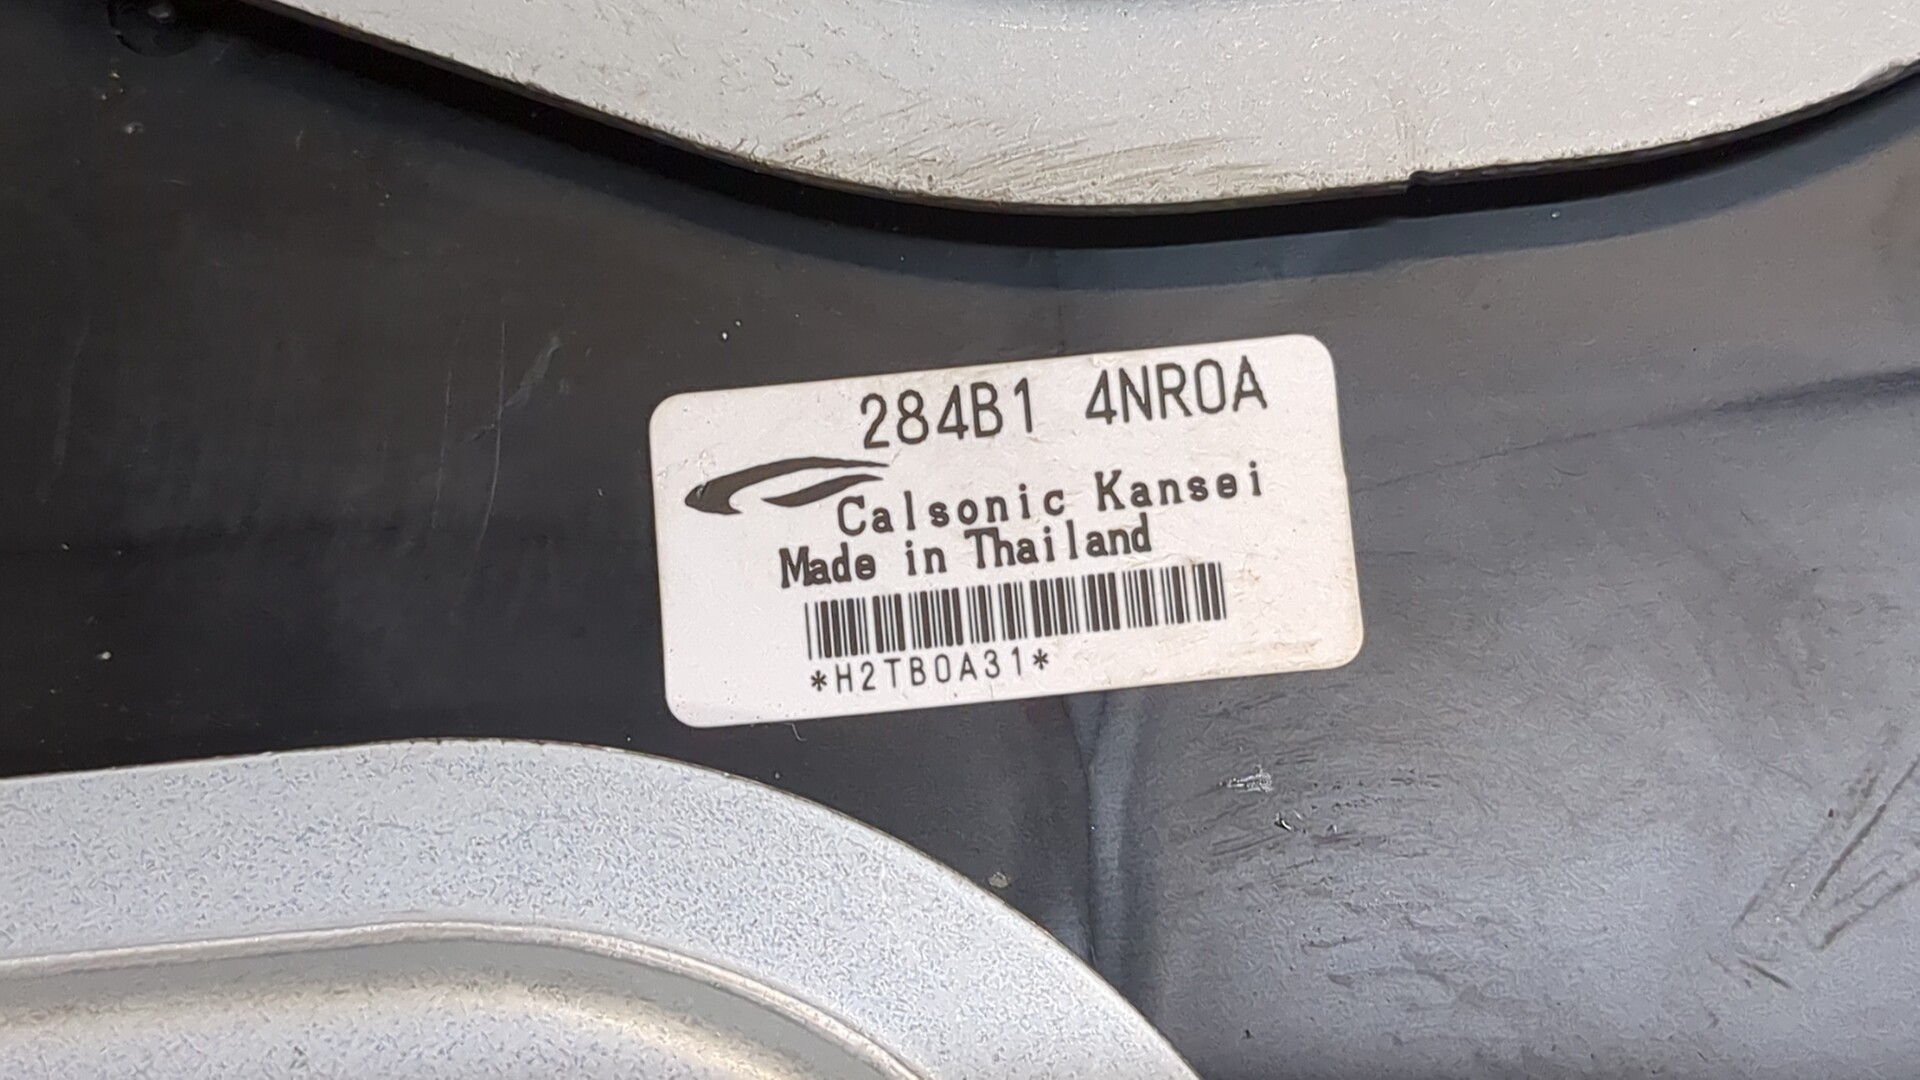 284B1 4NR0A
Calsonic Kansei
Made in Thailand
*H2TB0A31*